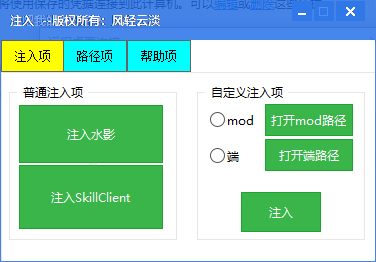 将使用保存的凭据连接到此计算机。可以编辑或删除这些
注入 版权所有：风轻云淡
注入项 路径项 帮助项
普通注入项
注入水影
注入SkillClient
自定义注入项
mod 打开mod路径
端 打开端路径
注入